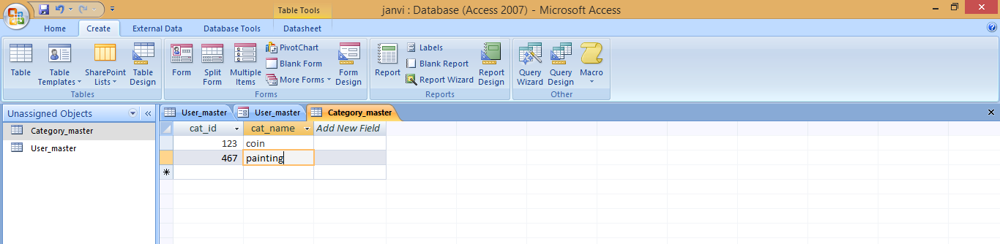 Table Tools
janvi : Database (Access 2007) - Microsoft Access
Home Create External Data Database Tools Datasheet
Table
Table Templates
SharePoint Lists
Table Design
Tables
Form
Split Form
Multiple Items
PivotChart
Blank Form
More Forms
Form Design
Forms
Report
Labels
Blank Report
Report Wizard
Report Design
Reports
Query Wizard
Query Design
Macro
Other
Unassigned Objects
Category_master
User_master
User_master User_master Category_master
cat_id cat_name Add New Field
123 coin
467 painting